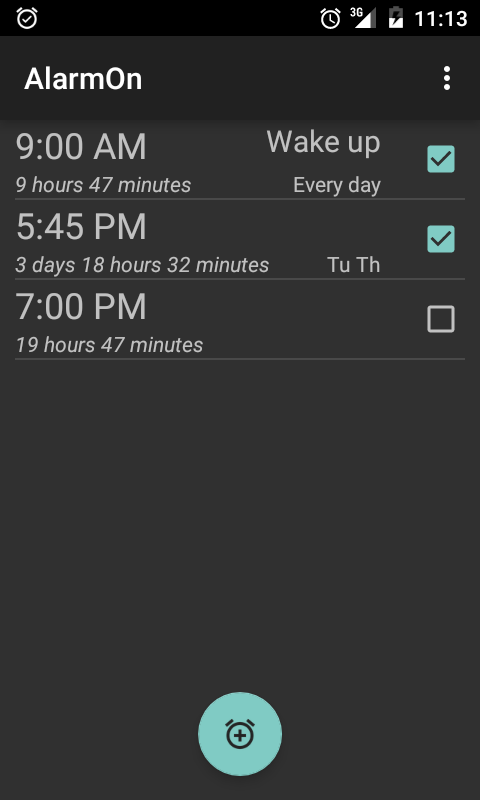 3G 11:13
AlarmOn
9:00 AM Wake up
9 hours 47 minutes Every day
5:45 PM
3 days 18 hours 32 minutes Tu Th
7:00 PM
19 hours 47 minutes